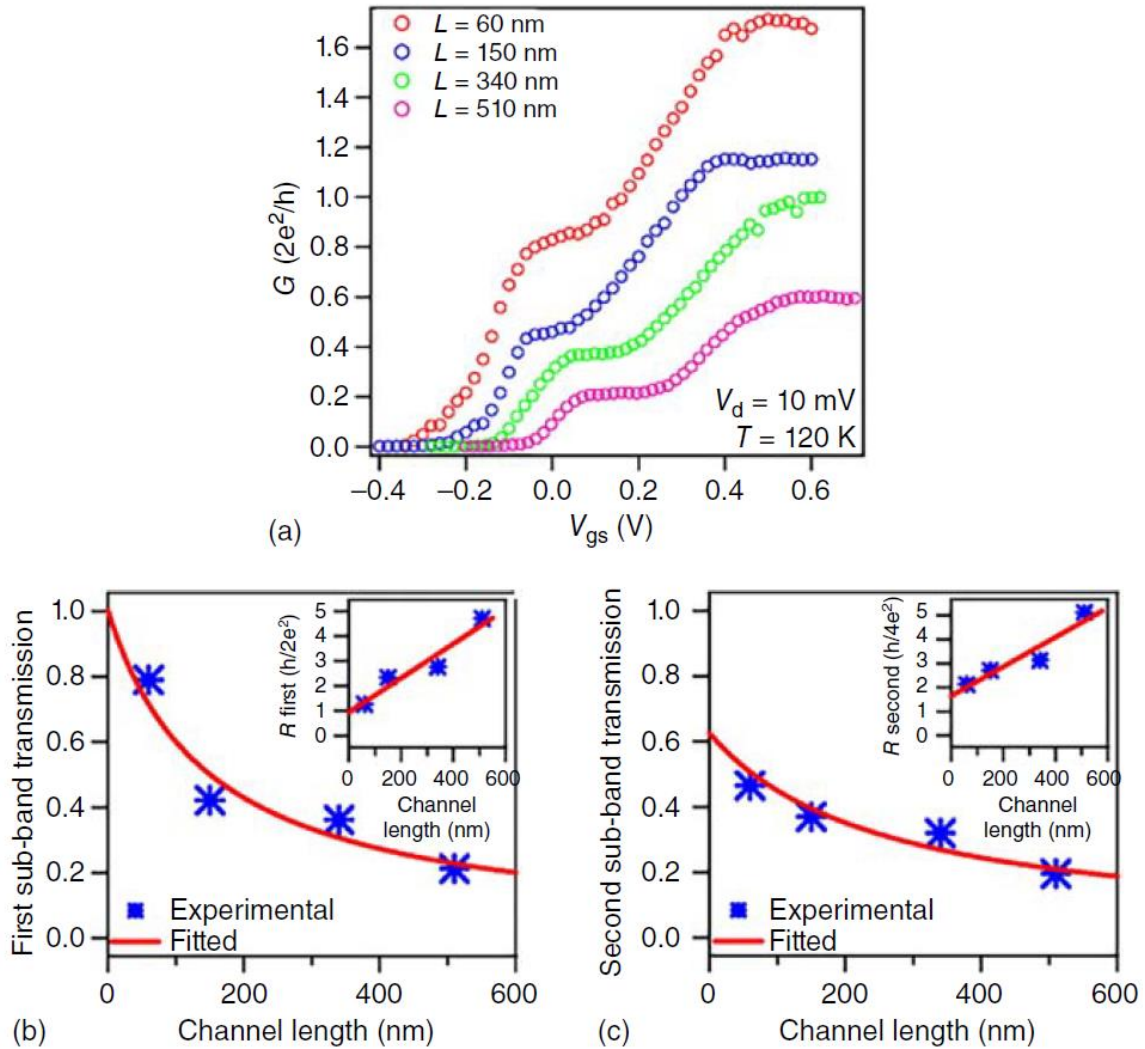 L = 60 nm
L = 150 nm
L = 340 nm
L = 510 nm
G (2e²/h)
1.6
1.4
1.2
1.0
0.8
0.6
0.4
0.2
0.0
V_d = 10 mV
T = 120 K
–0.4 –0.2 0.0 0.2 0.4 0.6
V_gs (V)
(a)
First sub-band transmission
1.0
0.8
0.6
0.4
0.2
0.0
R first (h/2e²)
5
4
3
2
1
0
0 200 400 600
Channel
length (nm)
Experimental
Fitted
0 200 400 600
Channel length (nm)
(b)
Second sub-band transmission
1.0
0.8
0.6
0.4
0.2
0.0
R second (h/4e²)
5
4
3
2
1
0
0 200 400 600
Channel
length (nm)
Experimental
Fitted
0 200 400 600
Channel length (nm)
(c)